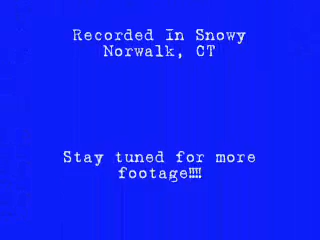 Recorded In Snowy
Norwalk, CT
Stay tuned for more
footage!!!!